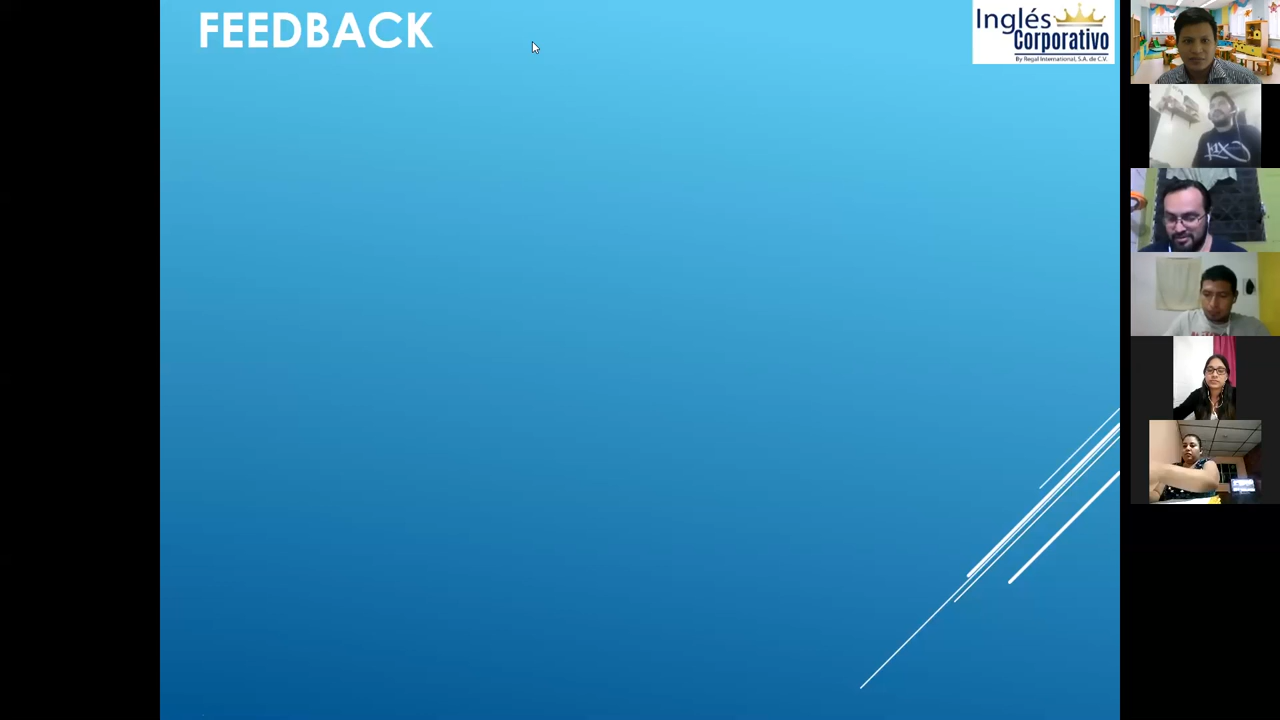 FEEDBACK
Inglés
Corporativo
By Regal International, S.A. de C.V.